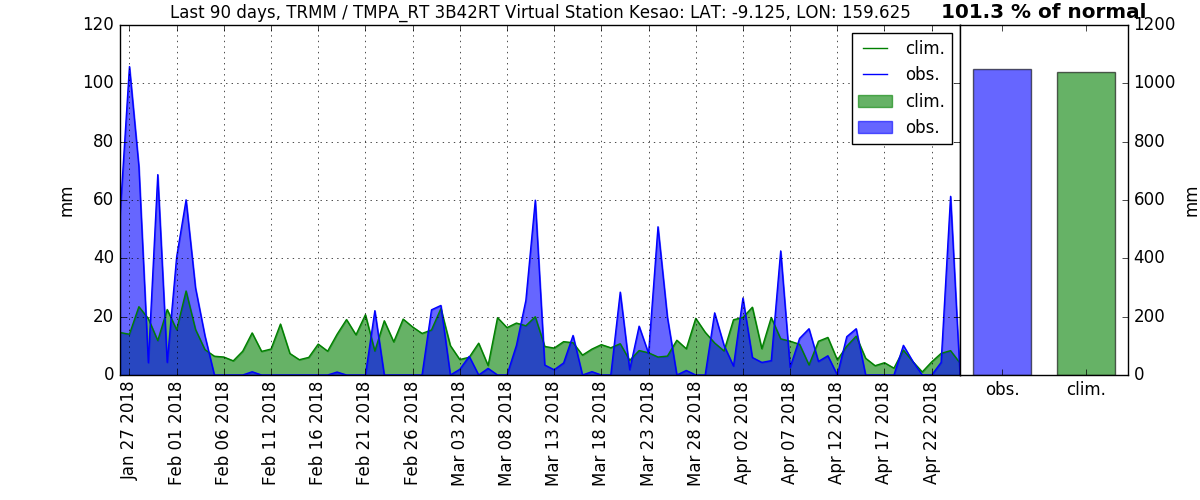 Last 90 days, TRMM / TMPA_RT 3B42RT Virtual Station Kesao: LAT: -9.125, LON: 159.625
101.3 % of normal
120
100
80
60
40
20
0
mm
clim.
obs.
clim.
obs.
1200
1000
800
600
400
200
0
mm
Jan 27 2018
Feb 01 2018
Feb 06 2018
Feb 11 2018
Feb 16 2018
Feb 21 2018
Feb 26 2018
Mar 03 2018
Mar 08 2018
Mar 13 2018
Mar 18 2018
Mar 23 2018
Mar 28 2018
Apr 02 2018
Apr 07 2018
Apr 12 2018
Apr 17 2018
Apr 22 2018
obs.
clim.